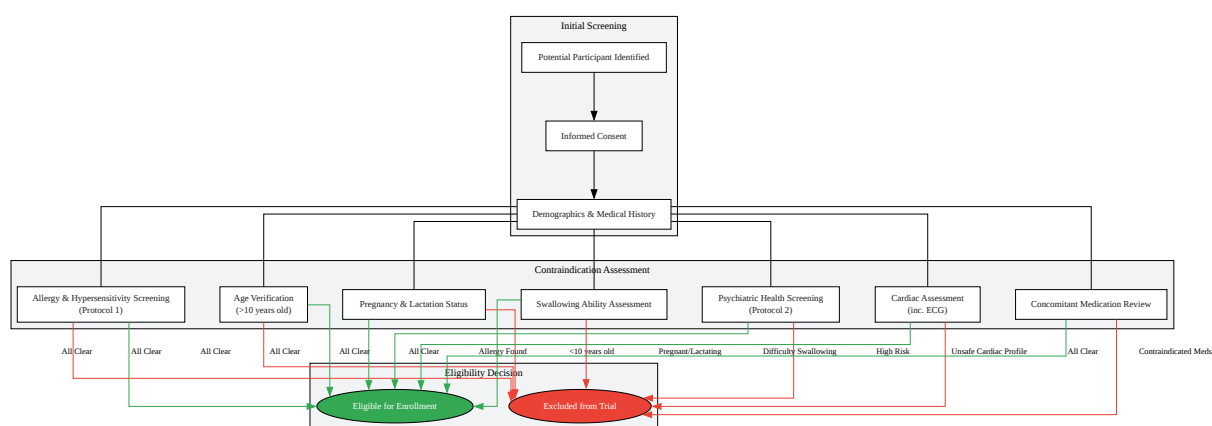 Initial Screening
Potential Participant Identified
Informed Consent
Demographics & Medical History
Contraindication Assessment
Allergy & Hypersensitivity Screening
(Protocol 1)
Age Verification
(>10 years old)
Pregnancy & Lactation Status
Swallowing Ability Assessment
Psychiatric Health Screening
(Protocol 2)
Cardiac Assessment
(inc. ECG)
Concomitant Medication Review
All Clear
All Clear
All Clear
All Clear
All Clear
All Clear
Allergy Found
<10 years old
Pregnant/Lactating
Difficulty Swallowing
High Risk
Unsafe Cardiac Profile
All Clear
Contraindicated Meds
Eligibility Decision
Eligible for Enrollment
Excluded from Trial